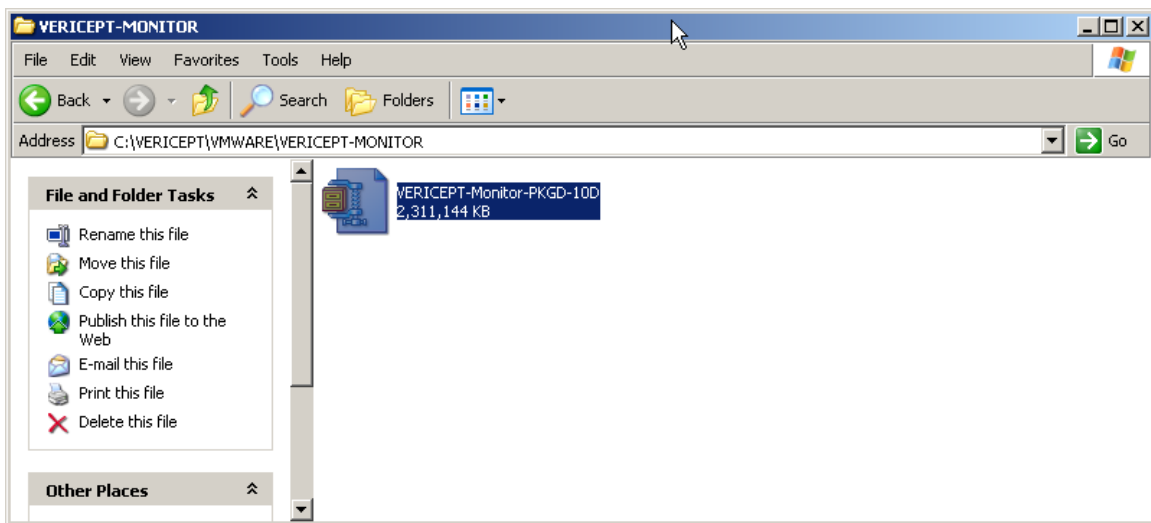 VERICEPT-MONITOR
File Edit View Favorites Tools Help
Back Search Folders
Address C:\VERICEPT\VMWARE\VERICEPT-MONITOR Go
File and Folder Tasks
Rename this file
Move this file
Copy this file
Publish this file to the
Web
E-mail this file
Print this file
Delete this file
Other Places
VERICEPT-Monitor-PKGD-10D
2,311,144 KB